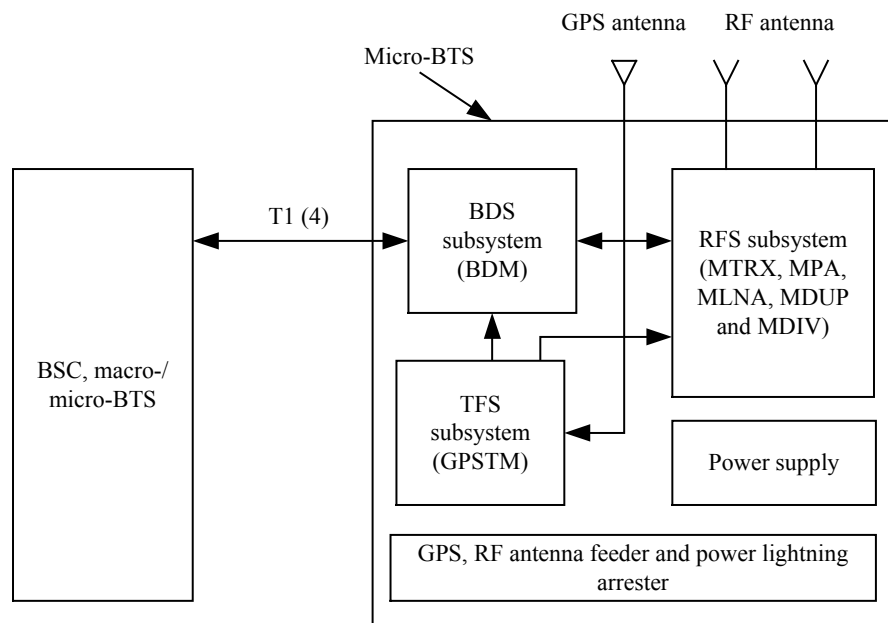 GPS antenna
RF antenna
Micro-BTS
T1 (4)
BDS
subsystem
(BDM)
RFS subsystem
(MTRX, MPA,
MLNA, MDUP
and MDIV)
BSC, macro-/
micro-BTS
TFS
subsystem
(GPSTM)
Power supply
GPS, RF antenna feeder and power lightning
arrester